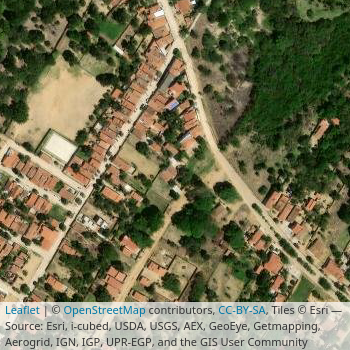 Leaflet | © OpenStreetMap contributors, CC-BY-SA, Tiles © Esri —
Source: Esri, i-cubed, USDA, USGS, AEX, GeoEye, Getmapping,
Aerogrid, IGN, IGP, UPR-EGP, and the GIS User Community